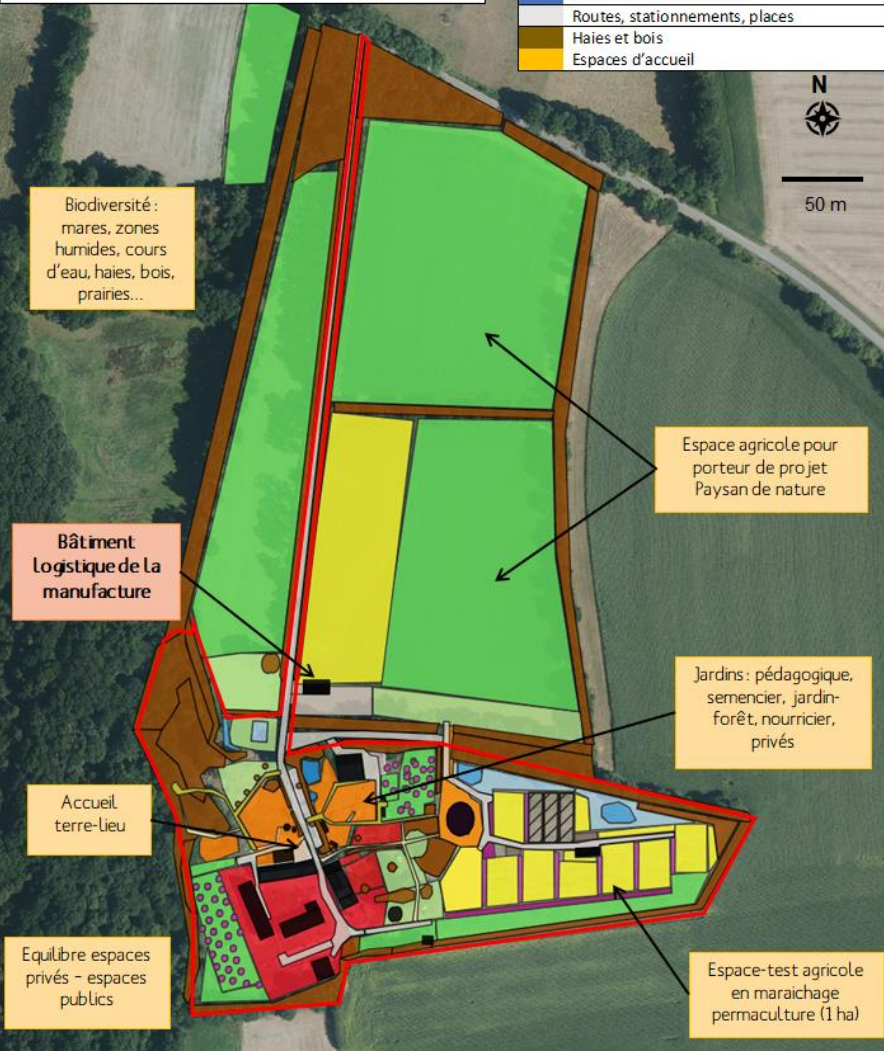 Routes, stationnements, places
Haies et bois
Espaces d'accueil
N
50 m
Biodiversité :
mares, zones
humides, cours
d'eau, haies, bois,
prairies...
Espace agricole pour
porteur de projet
Paysan de nature
Bâtiment
logistique de la
manufacture
Jardins : pédagogique,
semencier, jardin-
forêt, nourricier,
privés
Accueil
terre-lieu
Equilibre espaces
privés - espaces
publics
Espace-test agricole
en maraichage
permaculture (1 ha)